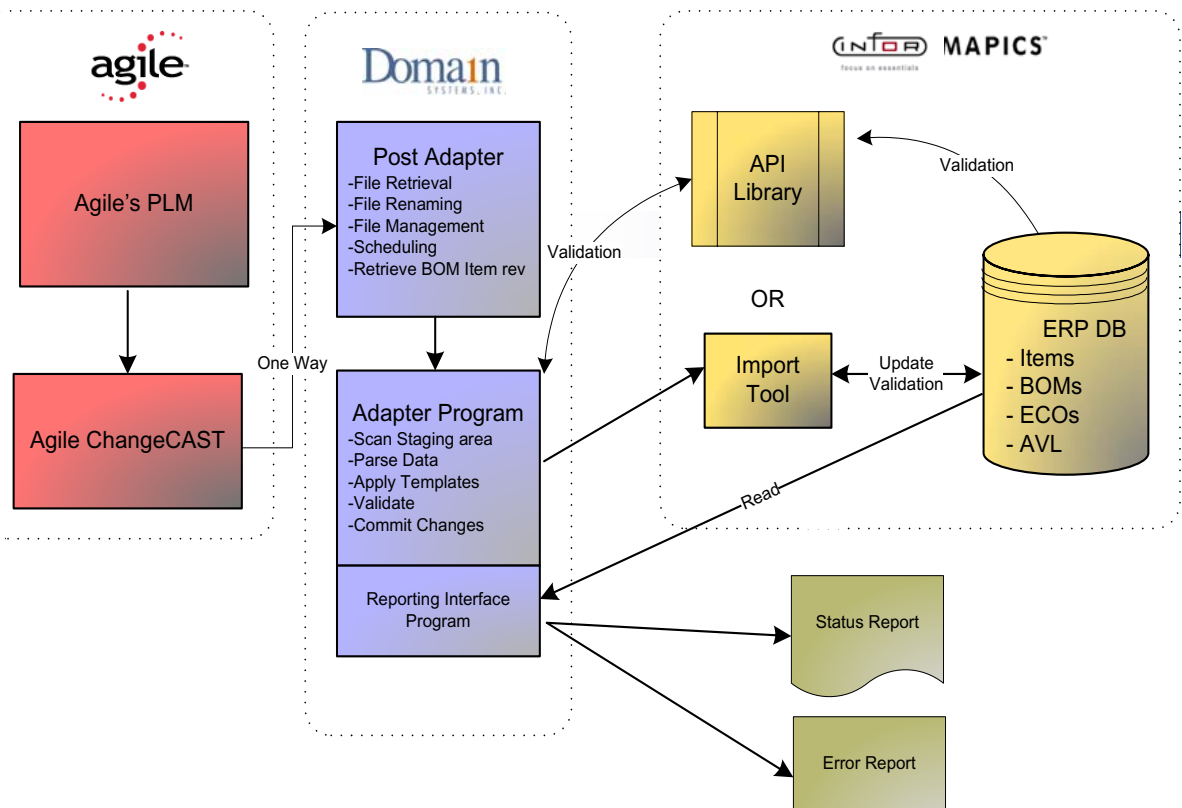 agile
Agile's PLM
Agile ChangeCAST
One Way
Domain
SYSTEMS, INC.
Post Adapter
-File Retrieval
-File Renaming
-File Management
-Scheduling
-Retrieve BOM Item rev
Adapter Program
-Scan Staging area
-Parse Data
-Apply Templates
-Validate
-Commit Changes
Reporting Interface
Program
Validation
INFOR
focus on essentials
MAPICS™
API
Library
Validation
OR
Import
Tool
Update
Validation
ERP DB
- Items
- BOMs
- ECOs
- AVL
Read
Status Report
Error Report